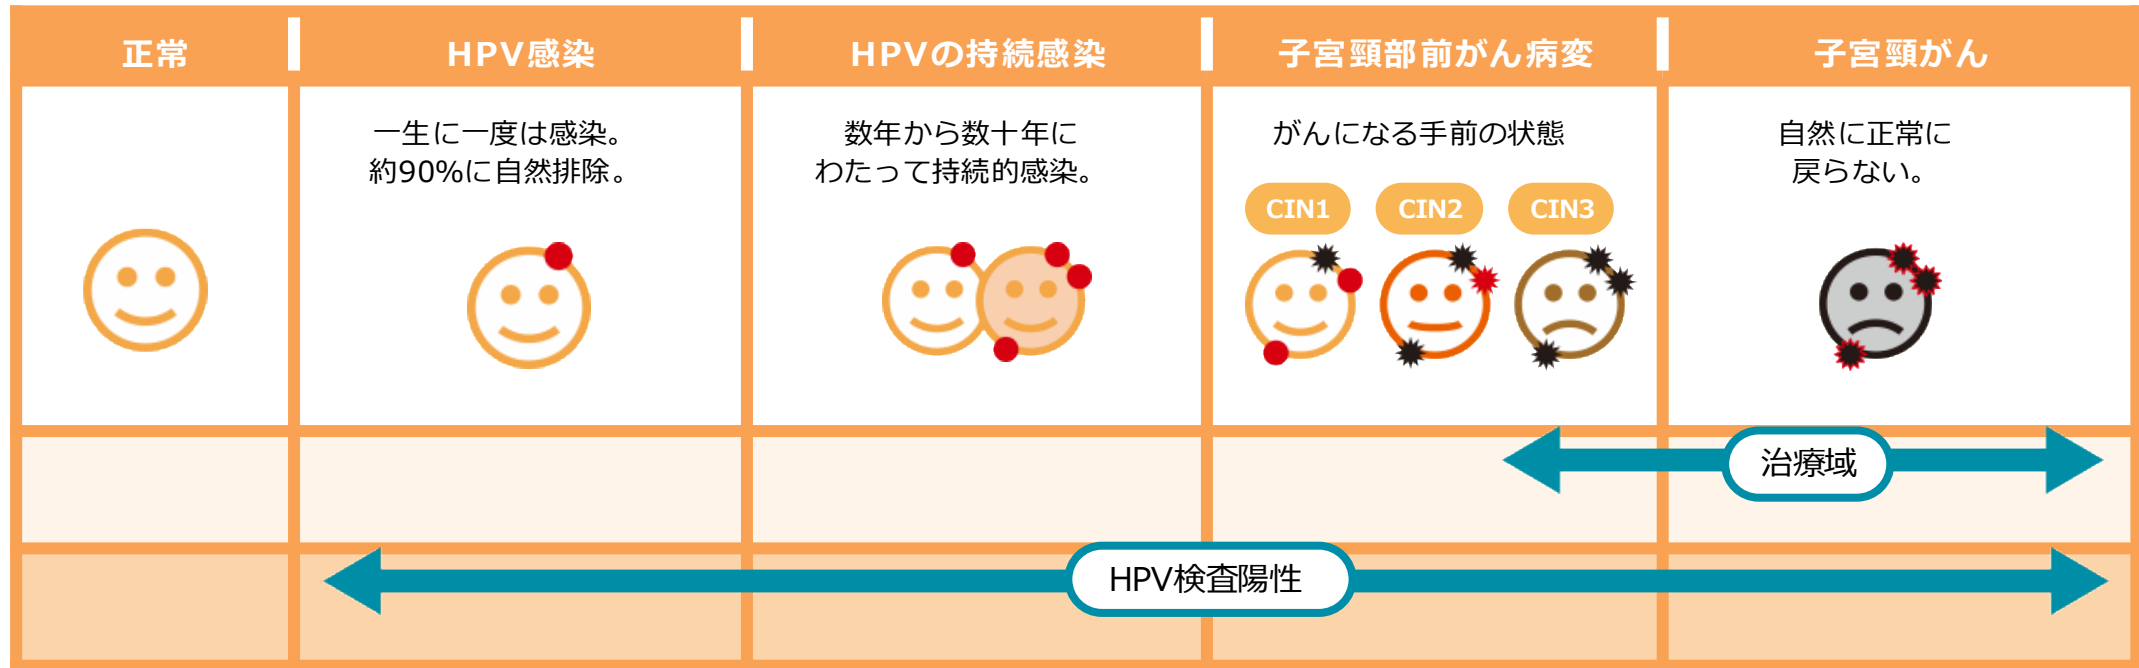 正常
HPV感染
HPVの持続感染
子宮頸部前がん病変
子宮頸がん
一生に一度は感染。
約90%に自然排除。
数年から数十年に
わたって持続的感染。
がんになる手前の状態
CIN1
CIN2
CIN3
自然に正常に
戻らない。
治療域
HPV検査陽性